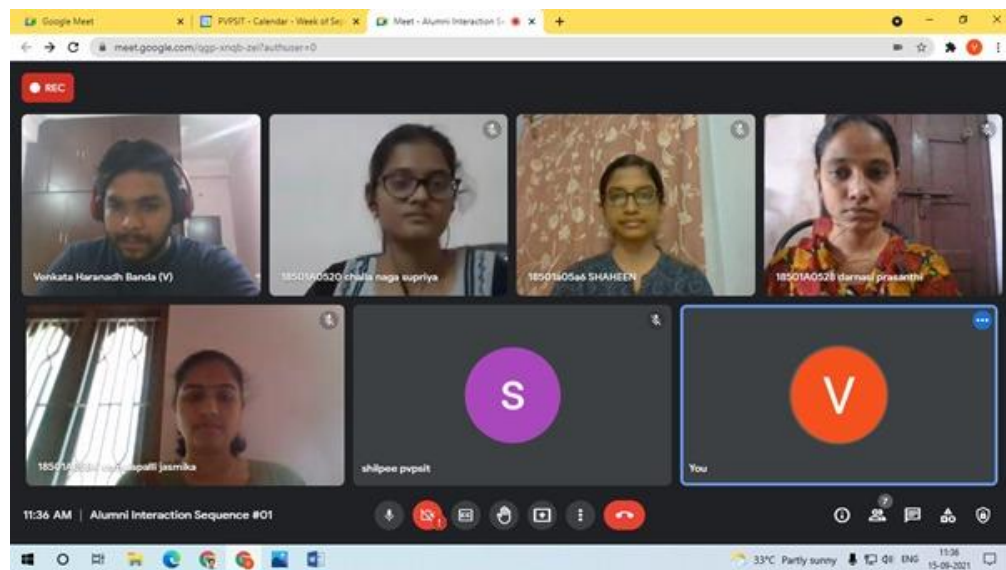 Google Meet
PVPSIT - Calendar - Week of Sep
Meet - Alumni Interaction S
meet.google.com/qgp-xnqb-zei?authuser=0
V
REC
Venkata Haranadh Banda (V)
18501A0520 challa naga supriya
18501a05a6 SHAHEEN
18501A0528 darnasi prasanthi
jasmika
S
shilpee pvpsit
V
You
11:36 AM | Alumni Interaction Sequence #01
7
33°C Partly sunny
ENG
11:36
15-09-2021